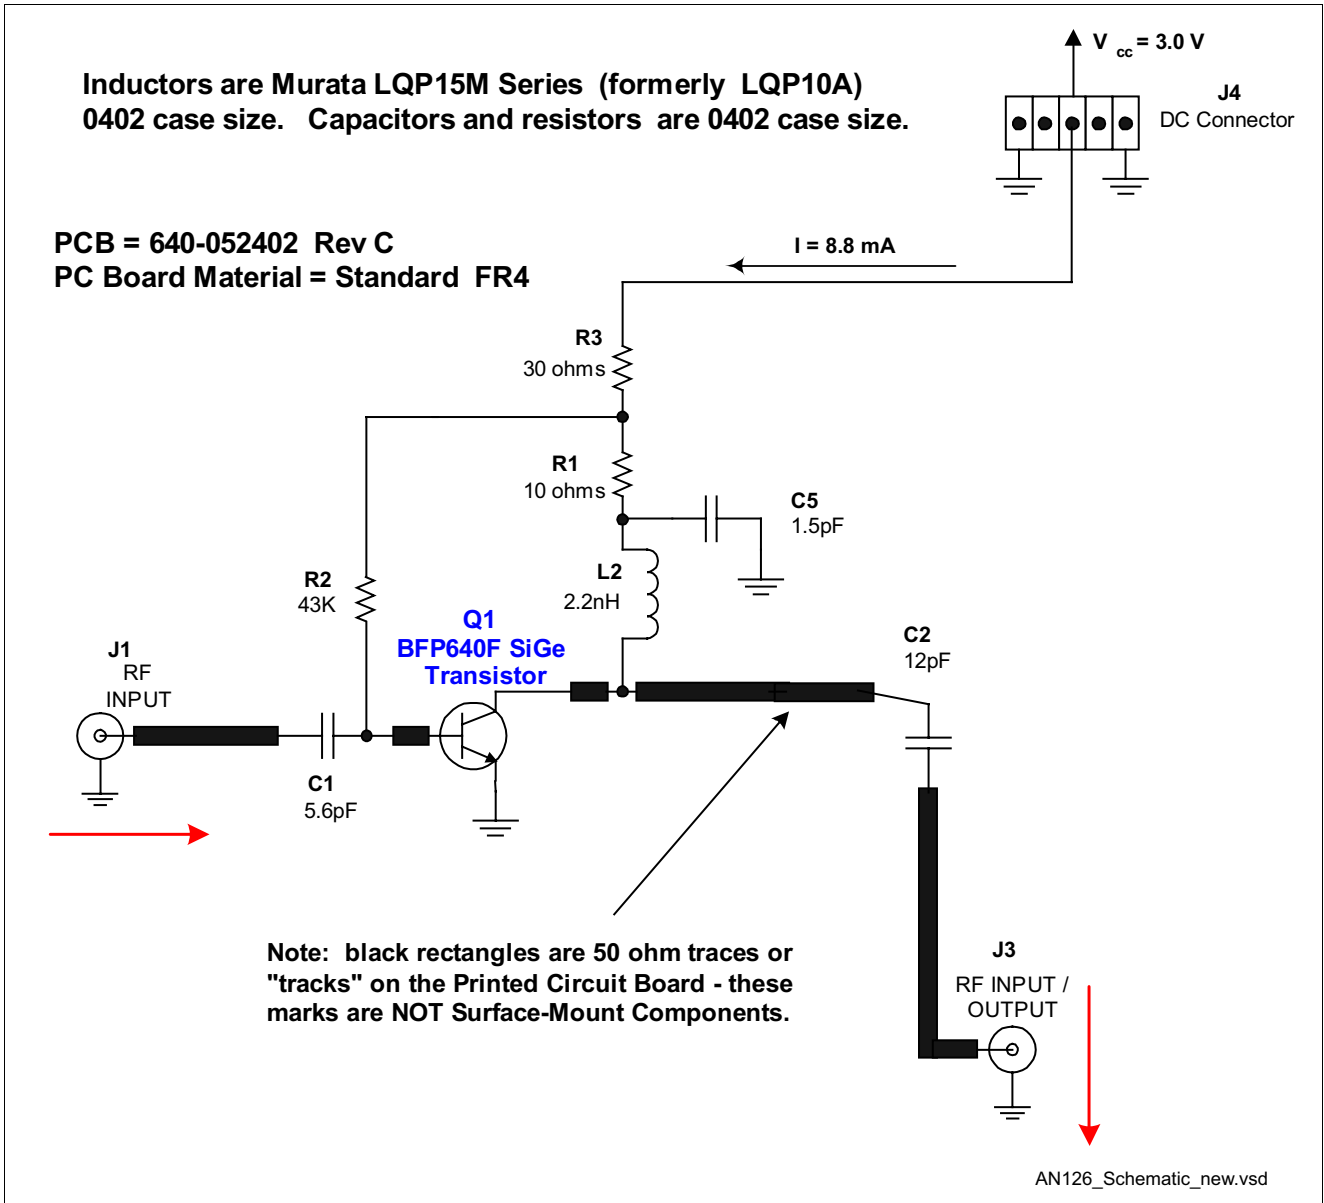 Inductors are Murata LQP15M Series (formerly LQP10A)
0402 case size. Capacitors and resistors are 0402 case size.
V cc = 3.0 V
J4
DC Connector
PCB = 640-052402 Rev C
PC Board Material = Standard FR4
I = 8.8 mA
R3
30 ohms
R1
10 ohms
C5
1.5pF
L2
2.2nH
R2
43K
Q1
BFP640F SiGe
Transistor
C2
12pF
J1
RF
INPUT
C1
5.6pF
Note: black rectangles are 50 ohm traces or
"tracks" on the Printed Circuit Board - these
marks are NOT Surface-Mount Components.
J3
RF INPUT /
OUTPUT
AN126_Schematic_new.vsd